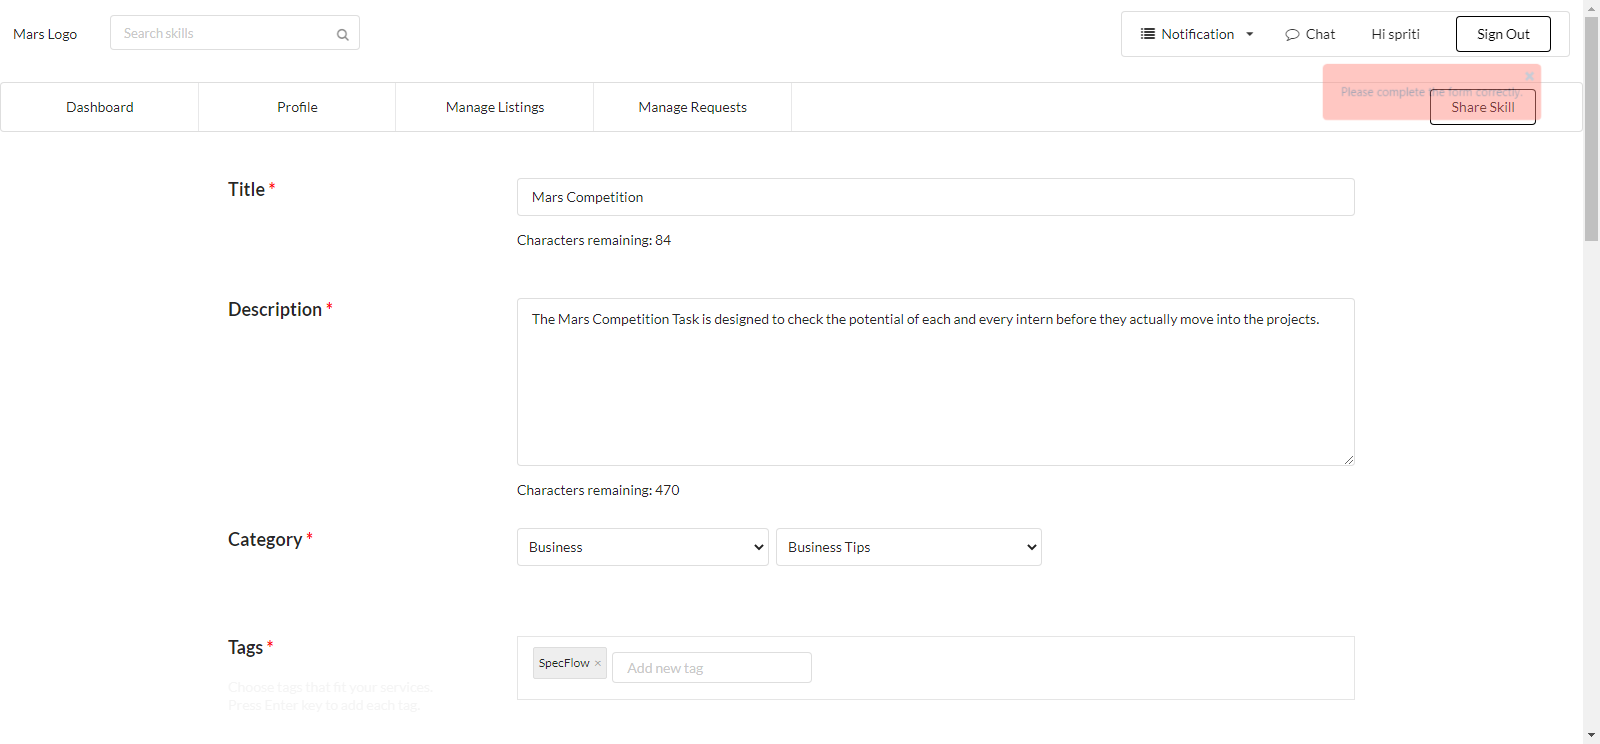 Mars Logo
Search skills
Notification
Chat
Hi spriti
Sign Out
Please complete the form correctly.
Dashboard
Profile
Manage Listings
Manage Requests
Share Skill
Title *
Mars Competition
Characters remaining: 84
Description *
The Mars Competition Task is designed to check the potential of each and every intern before they actually move into the projects.
Characters remaining: 470
Category *
Business
Business Tips
Tags *
SpecFlow ×
Add new tag
Choose tags that fit your services.
Press Enter key to add each tag.